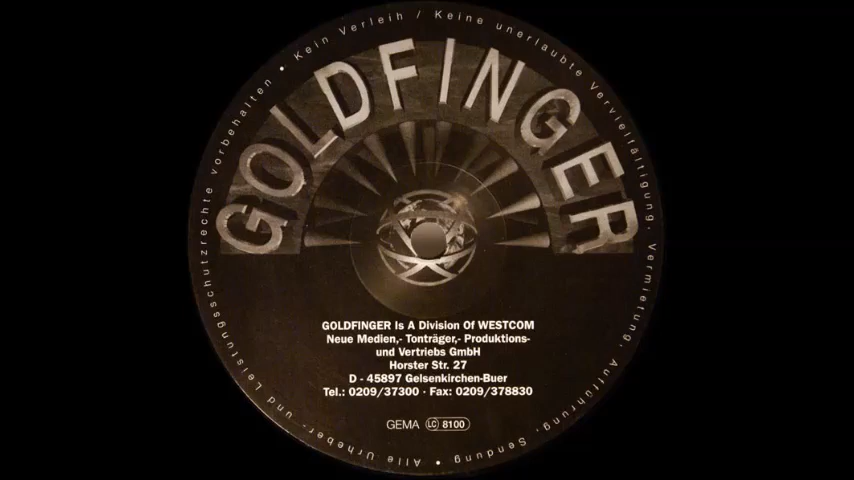 GOLDFINGER
Alle Urheber- und Leistungsschutzrechte vorbehalten • Kein Verleih / Keine unerlaubte Vervielfältigung, Vermietung, Aufführung, Sendung •
GOLDFINGER Is A Division Of WESTCOM
Neue Medien,- Tonträger,- Produktions-
und Vertriebs GmbH
Horster Str. 27
D - 45897 Gelsenkirchen-Buer
Tel.: 0209/37300 · Fax: 0209/378830
GEMA LC 8100